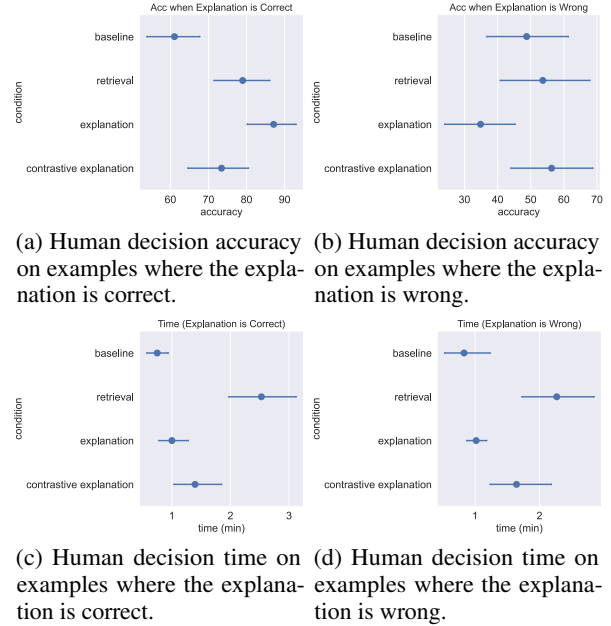 Acc when Explanation is Correct
condition
baseline
retrieval
explanation
contrastive explanation
60 70 80 90
accuracy
Acc when Explanation is Wrong
condition
baseline
retrieval
explanation
contrastive explanation
30 40 50 60 70
accuracy
(a) Human decision accuracy
on examples where the expla-
nation is correct.
(b) Human decision accuracy
on examples where the expla-
nation is wrong.
Time (Explanation is Correct)
condition
baseline
retrieval
explanation
contrastive explanation
1 2 3
time (min)
Time (Explanation is Wrong)
condition
baseline
retrieval
explanation
contrastive explanation
1 2
time (min)
(c) Human decision time on
examples where the explana-
tion is correct.
(d) Human decision time on
examples where the explana-
tion is wrong.